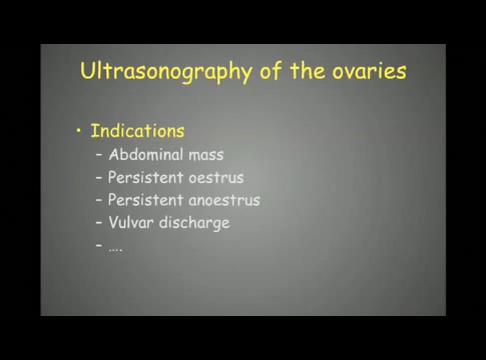 Ultrasonography of the ovaries
• Indications
– Abdominal mass
– Persistent oestrus
– Persistent anoestrus
– Vulvar discharge
– ....